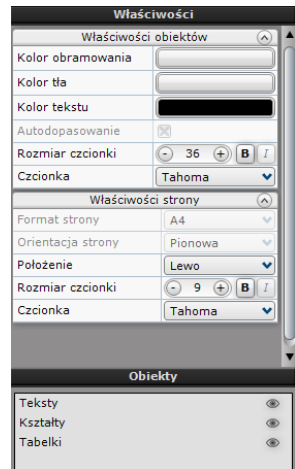 Właściwości
Właściwości obiektów
Kolor obramowania
Kolor tła
Kolor tekstu
Autodopasowanie
Rozmiar czcionki - 36 + B I
Czcionka Tahoma
Właściwości strony
Format strony A4
Orientacja strony Pionowa
Położenie Lewo
Rozmiar czcionki - 9 + B I
Czcionka Tahoma
Obiekty
Teksty
Kształty
Tabelki